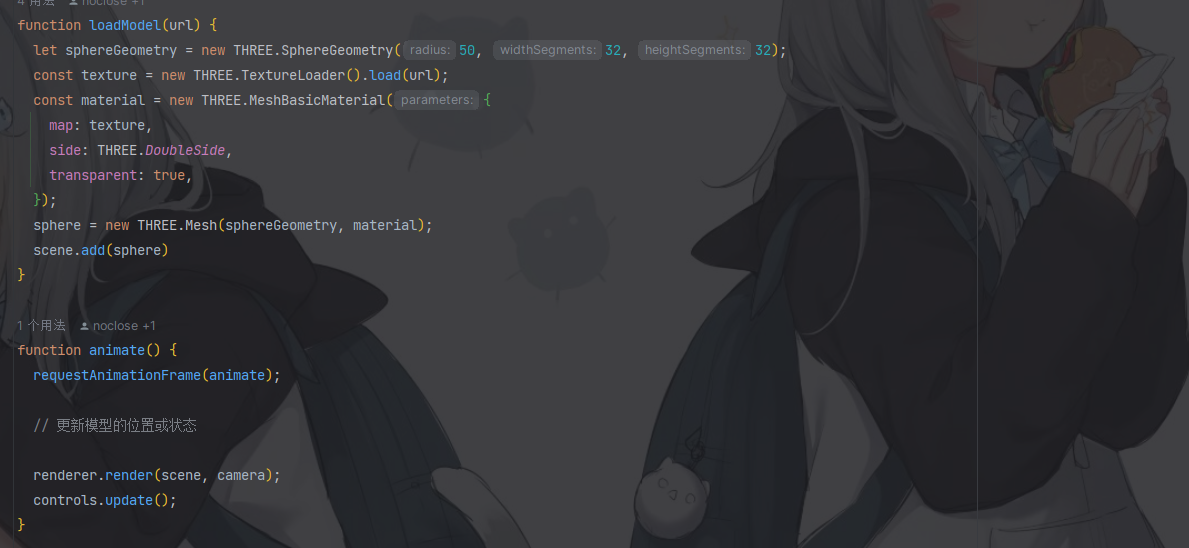 4 用法 noclose +1
function loadModel(url) {
  let sphereGeometry = new THREE.SphereGeometry( radius: 50, widthSegments: 32, heightSegments: 32);
  const texture = new THREE.TextureLoader().load(url);
  const material = new THREE.MeshBasicMaterial( parameters: {
    map: texture,
    side: THREE.DoubleSide,
    transparent: true,
  });
  sphere = new THREE.Mesh(sphereGeometry, material);
  scene.add(sphere)
}
1 个用法 noclose +1
function animate() {
  requestAnimationFrame(animate);
  // 更新模型的位置或状态
  renderer.render(scene, camera);
  controls.update();
}